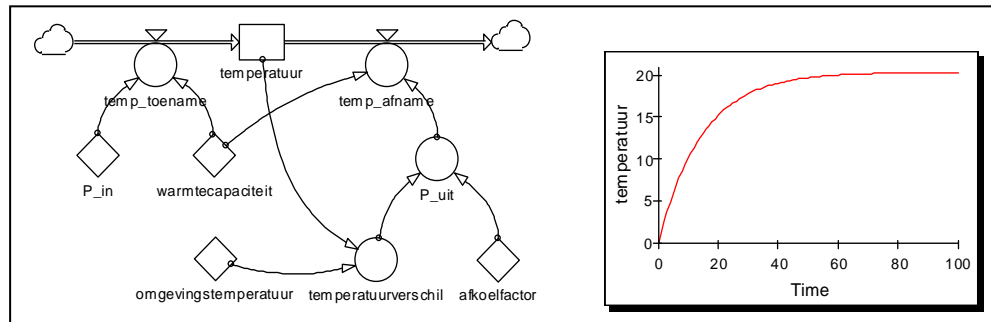 temperatuur
temp_toename
temp_afname
P_in
warmtecapaciteit
P_uit
omgevingstemperatuur
temperatuurverschil
afkoelfactor
temperatuur
20
15
10
5
0
0
20
40
60
80
100
Time